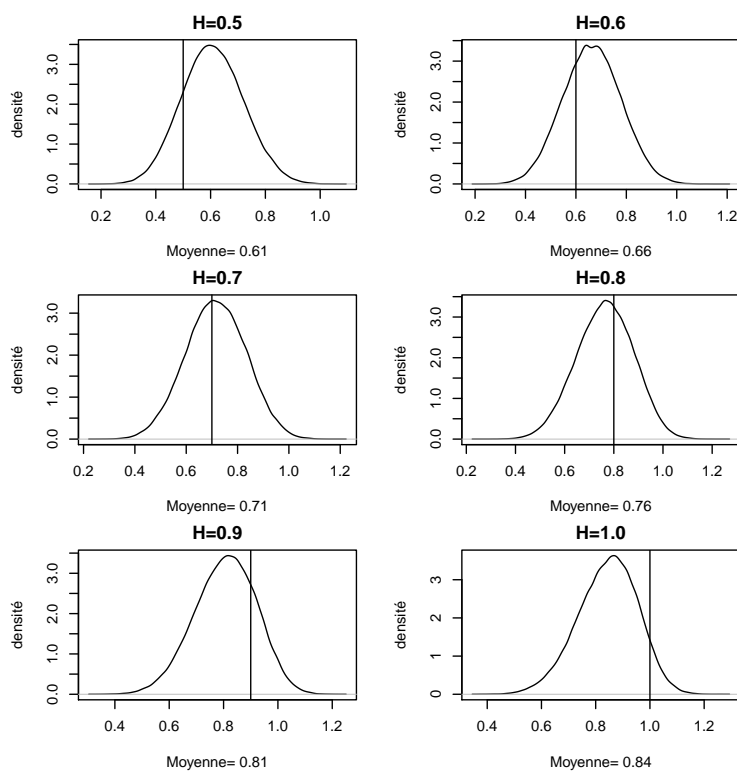 H=0.5
densité
0.0 1.0 2.0 3.0
0.2 0.4 0.6 0.8 1.0
Moyenne= 0.61
H=0.6
densité
0.0 1.0 2.0 3.0
0.2 0.4 0.6 0.8 1.0 1.2
Moyenne= 0.66
H=0.7
densité
0.0 1.0 2.0 3.0
0.2 0.4 0.6 0.8 1.0 1.2
Moyenne= 0.71
H=0.8
densité
0.0 1.0 2.0 3.0
0.2 0.4 0.6 0.8 1.0 1.2
Moyenne= 0.76
H=0.9
densité
0.0 1.0 2.0 3.0
0.4 0.6 0.8 1.0 1.2
Moyenne= 0.81
H=1.0
densité
0 1 2 3
0.4 0.6 0.8 1.0 1.2
Moyenne= 0.84